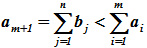 a_{m+1} = \sum_{j=1}^{n} b_j < \sum_{i=1}^{m} a_i